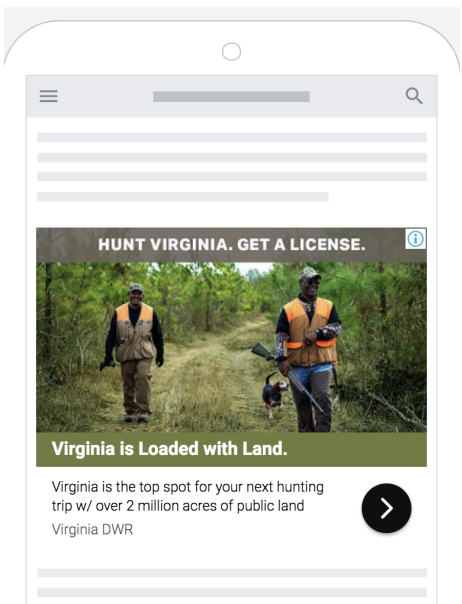 HUNT VIRGINIA. GET A LICENSE.
Virginia is Loaded with Land.
Virginia is the top spot for your next hunting
trip w/ over 2 million acres of public land
Virginia DWR